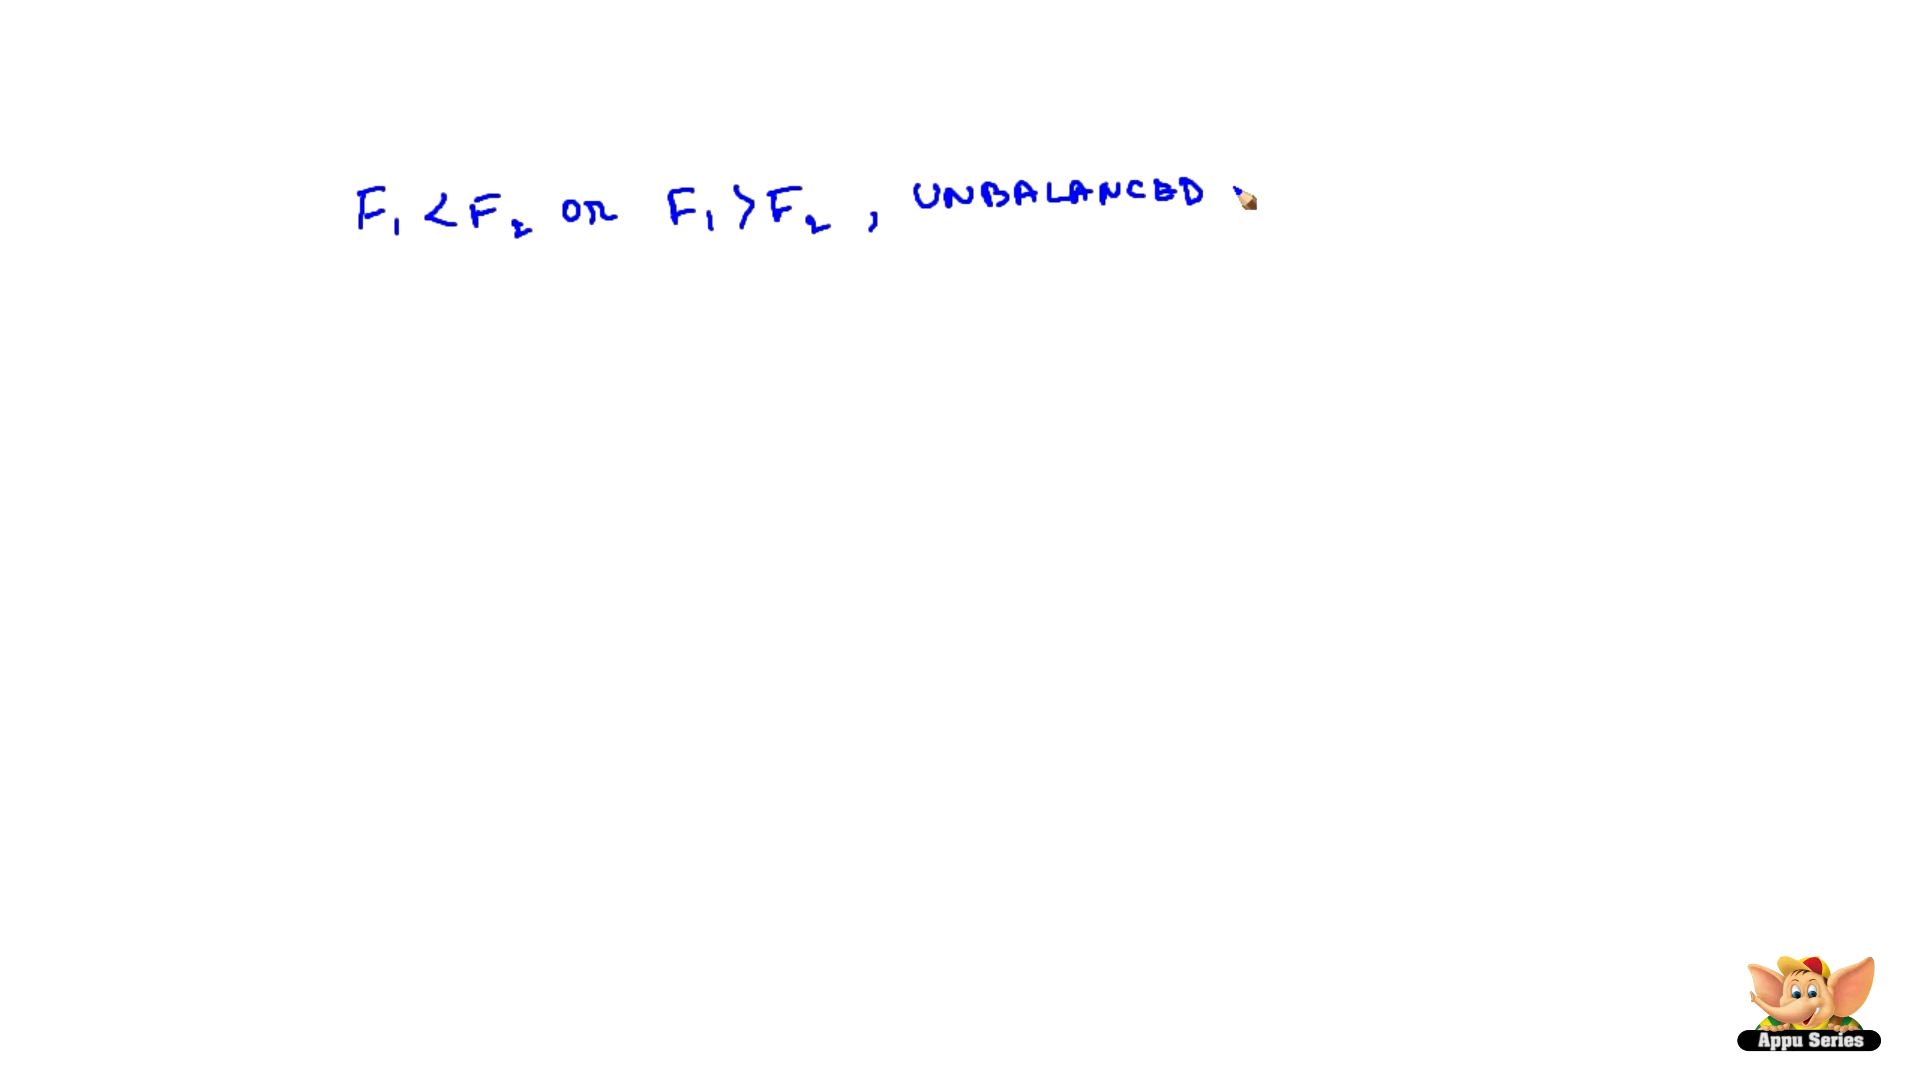 F₁ < F₂ or F₁ > F₂ , UNBALANCED
Appu Series